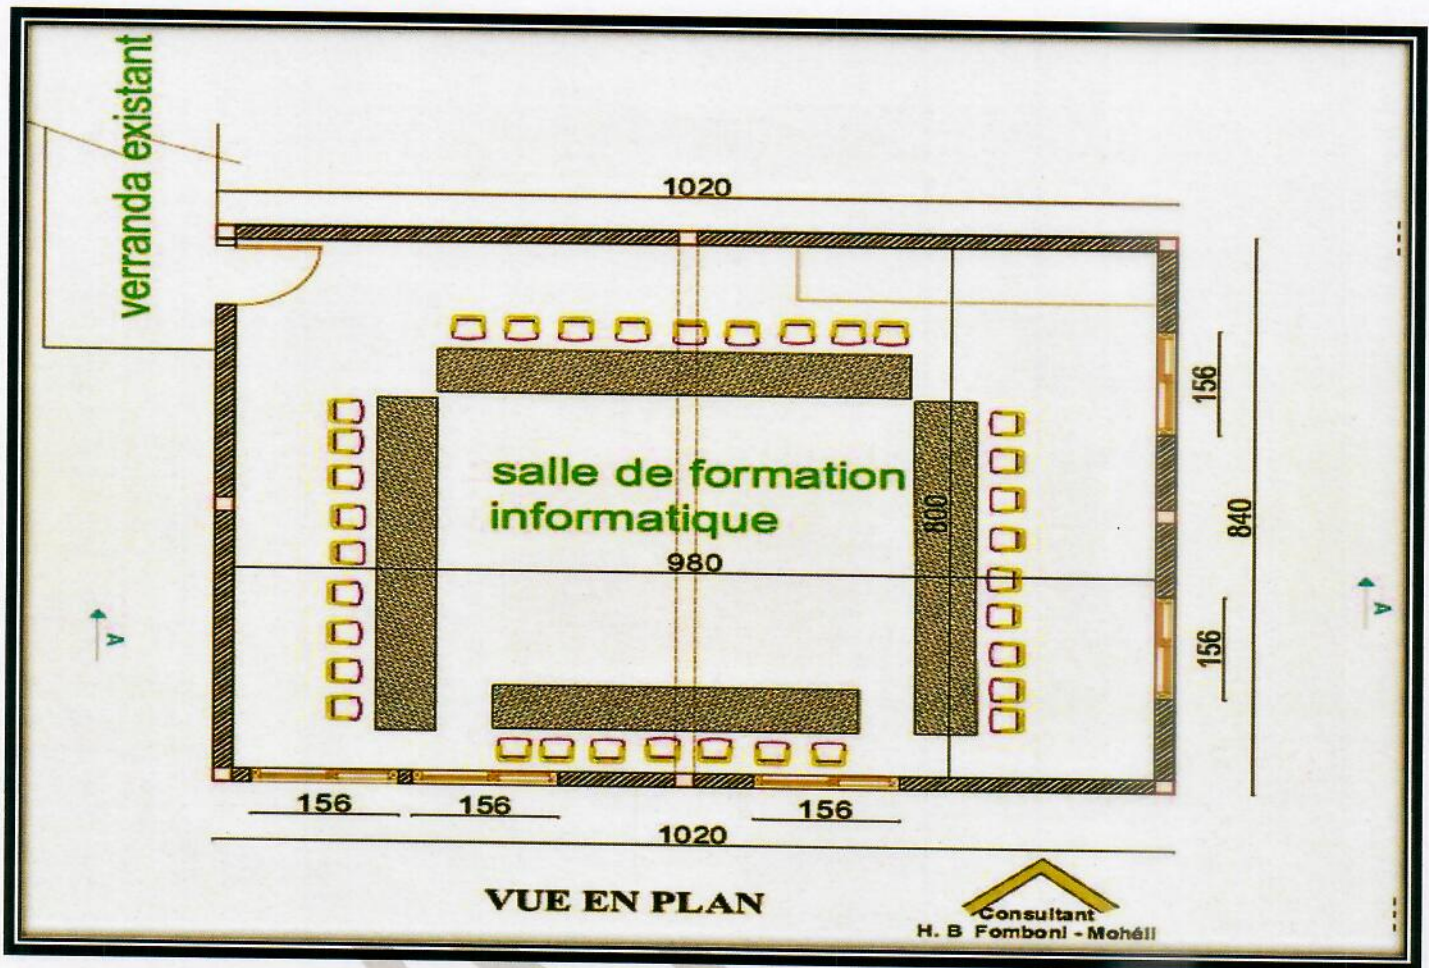 verranda existant
1020
156
salle de formation
informatique
800
980
840
A
A
156
156
156
156
1020
VUE EN PLAN
Consultant
H. B Fomboni - Mohéli